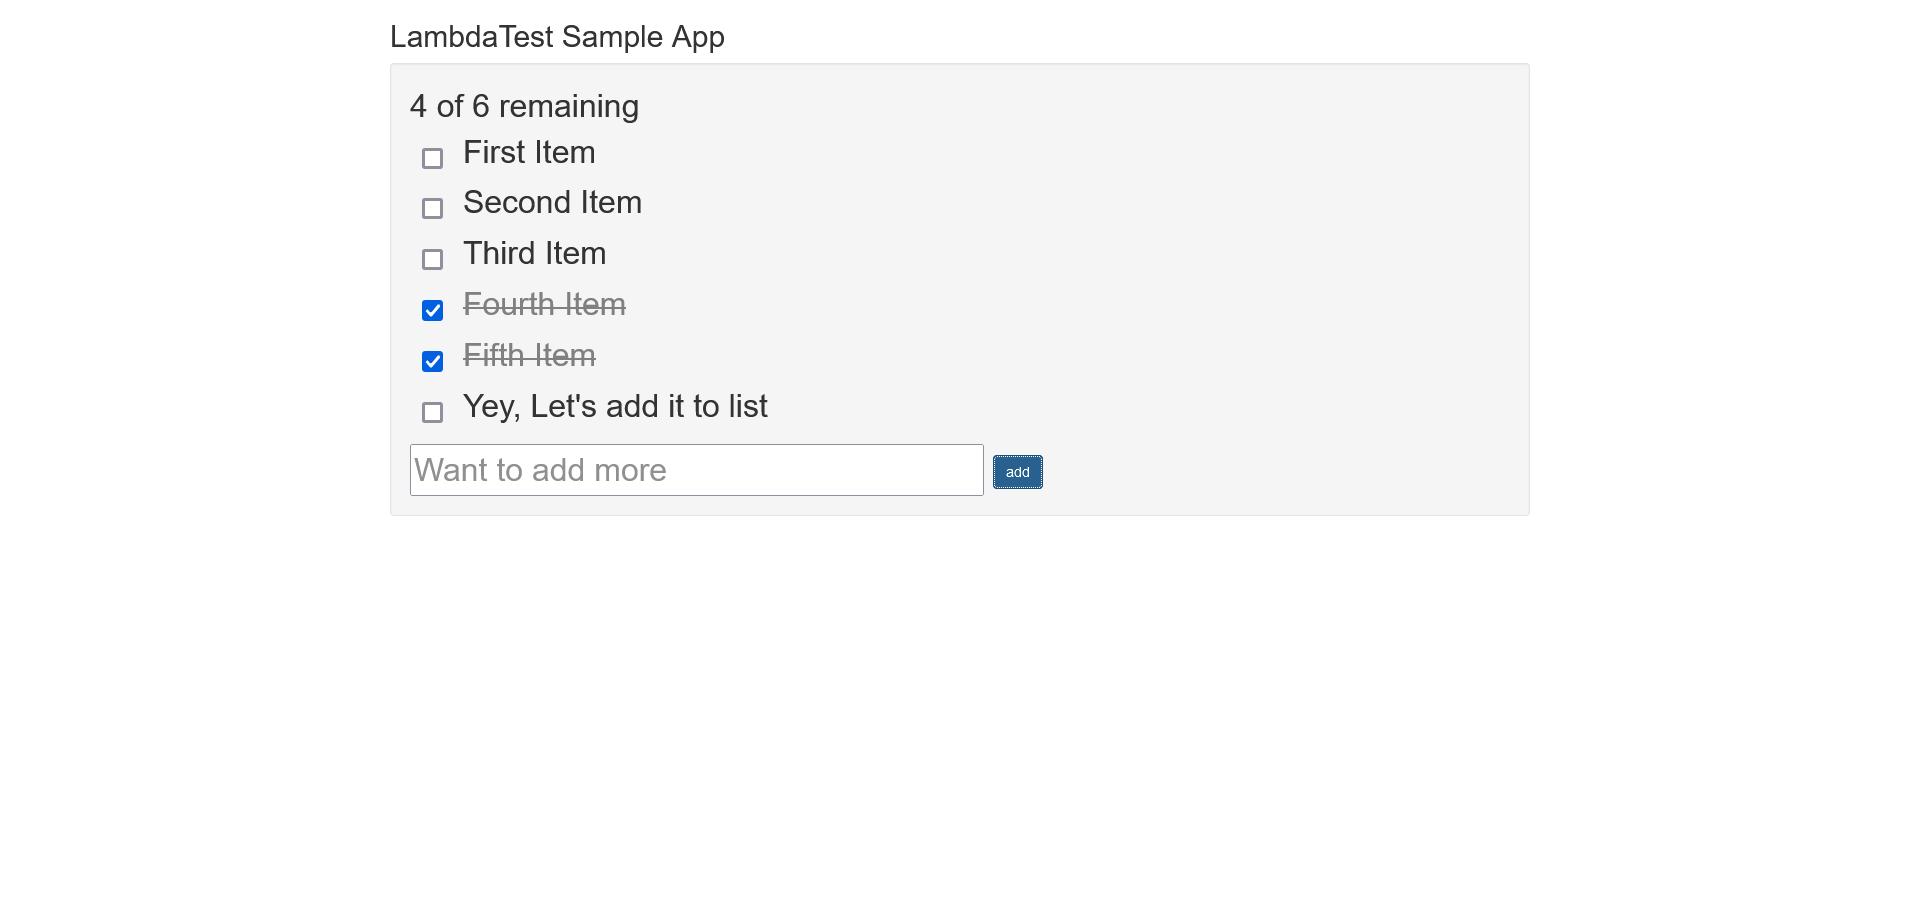 LambdaTest Sample App
4 of 6 remaining
First Item
Second Item
Third Item
Fourth Item
Fifth Item
Yey, Let's add it to list
Want to add more
add